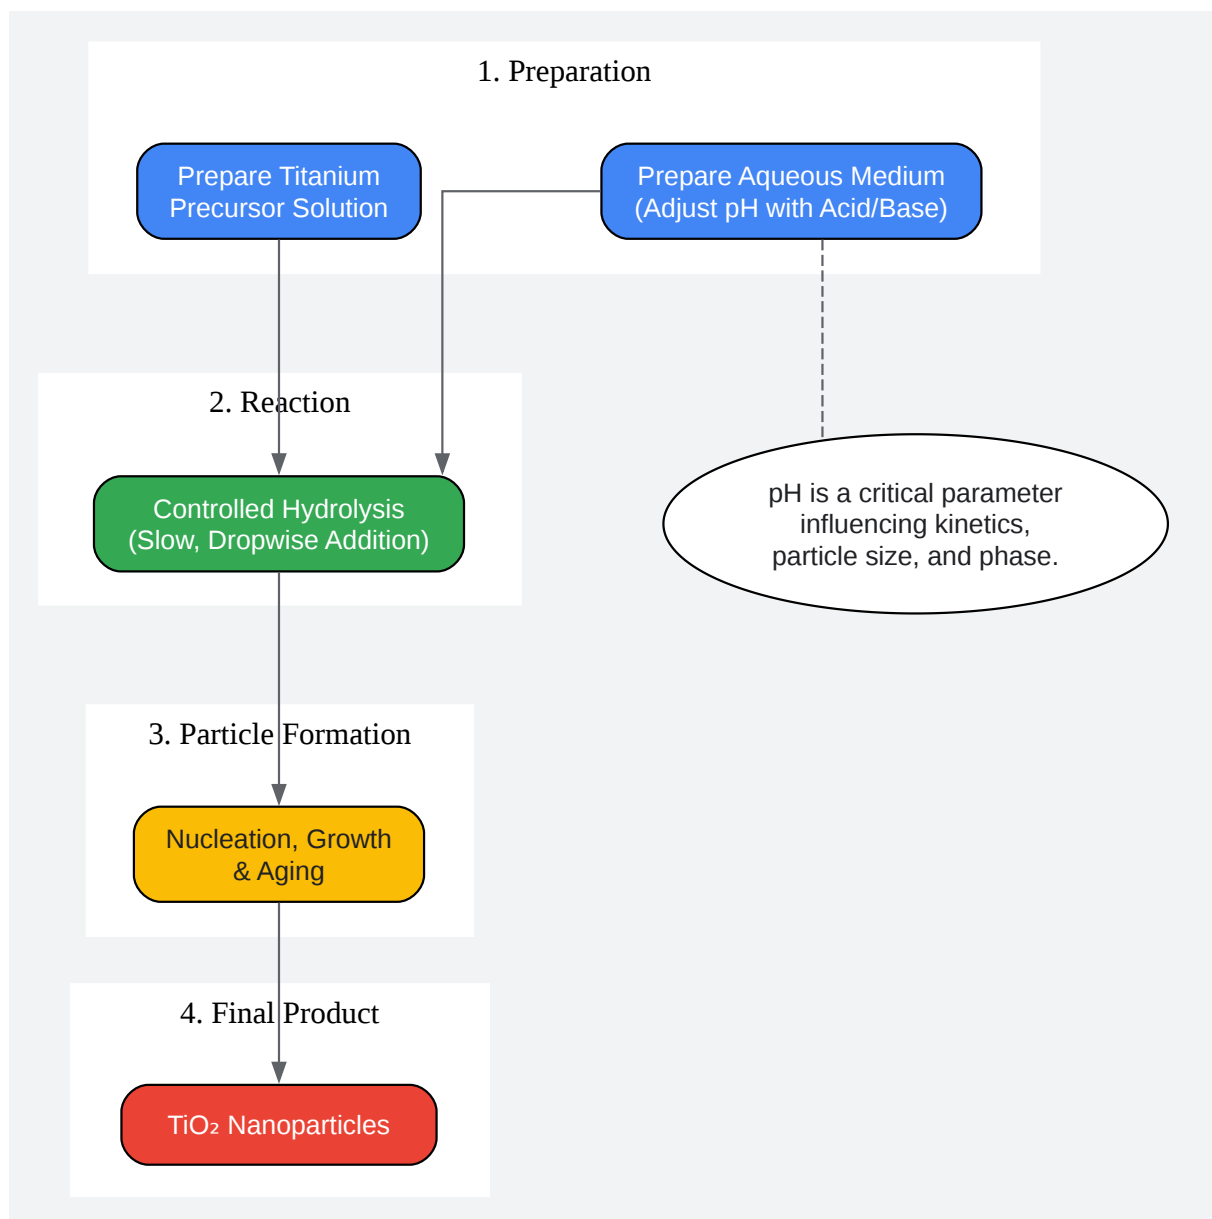 1. Preparation
Prepare Titanium
Precursor Solution
Prepare Aqueous Medium
(Adjust pH with Acid/Base)
2. Reaction
Controlled Hydrolysis
(Slow, Dropwise Addition)
pH is a critical parameter
influencing kinetics,
particle size, and phase.
3. Particle Formation
Nucleation, Growth
& Aging
4. Final Product
TiO₂ Nanoparticles